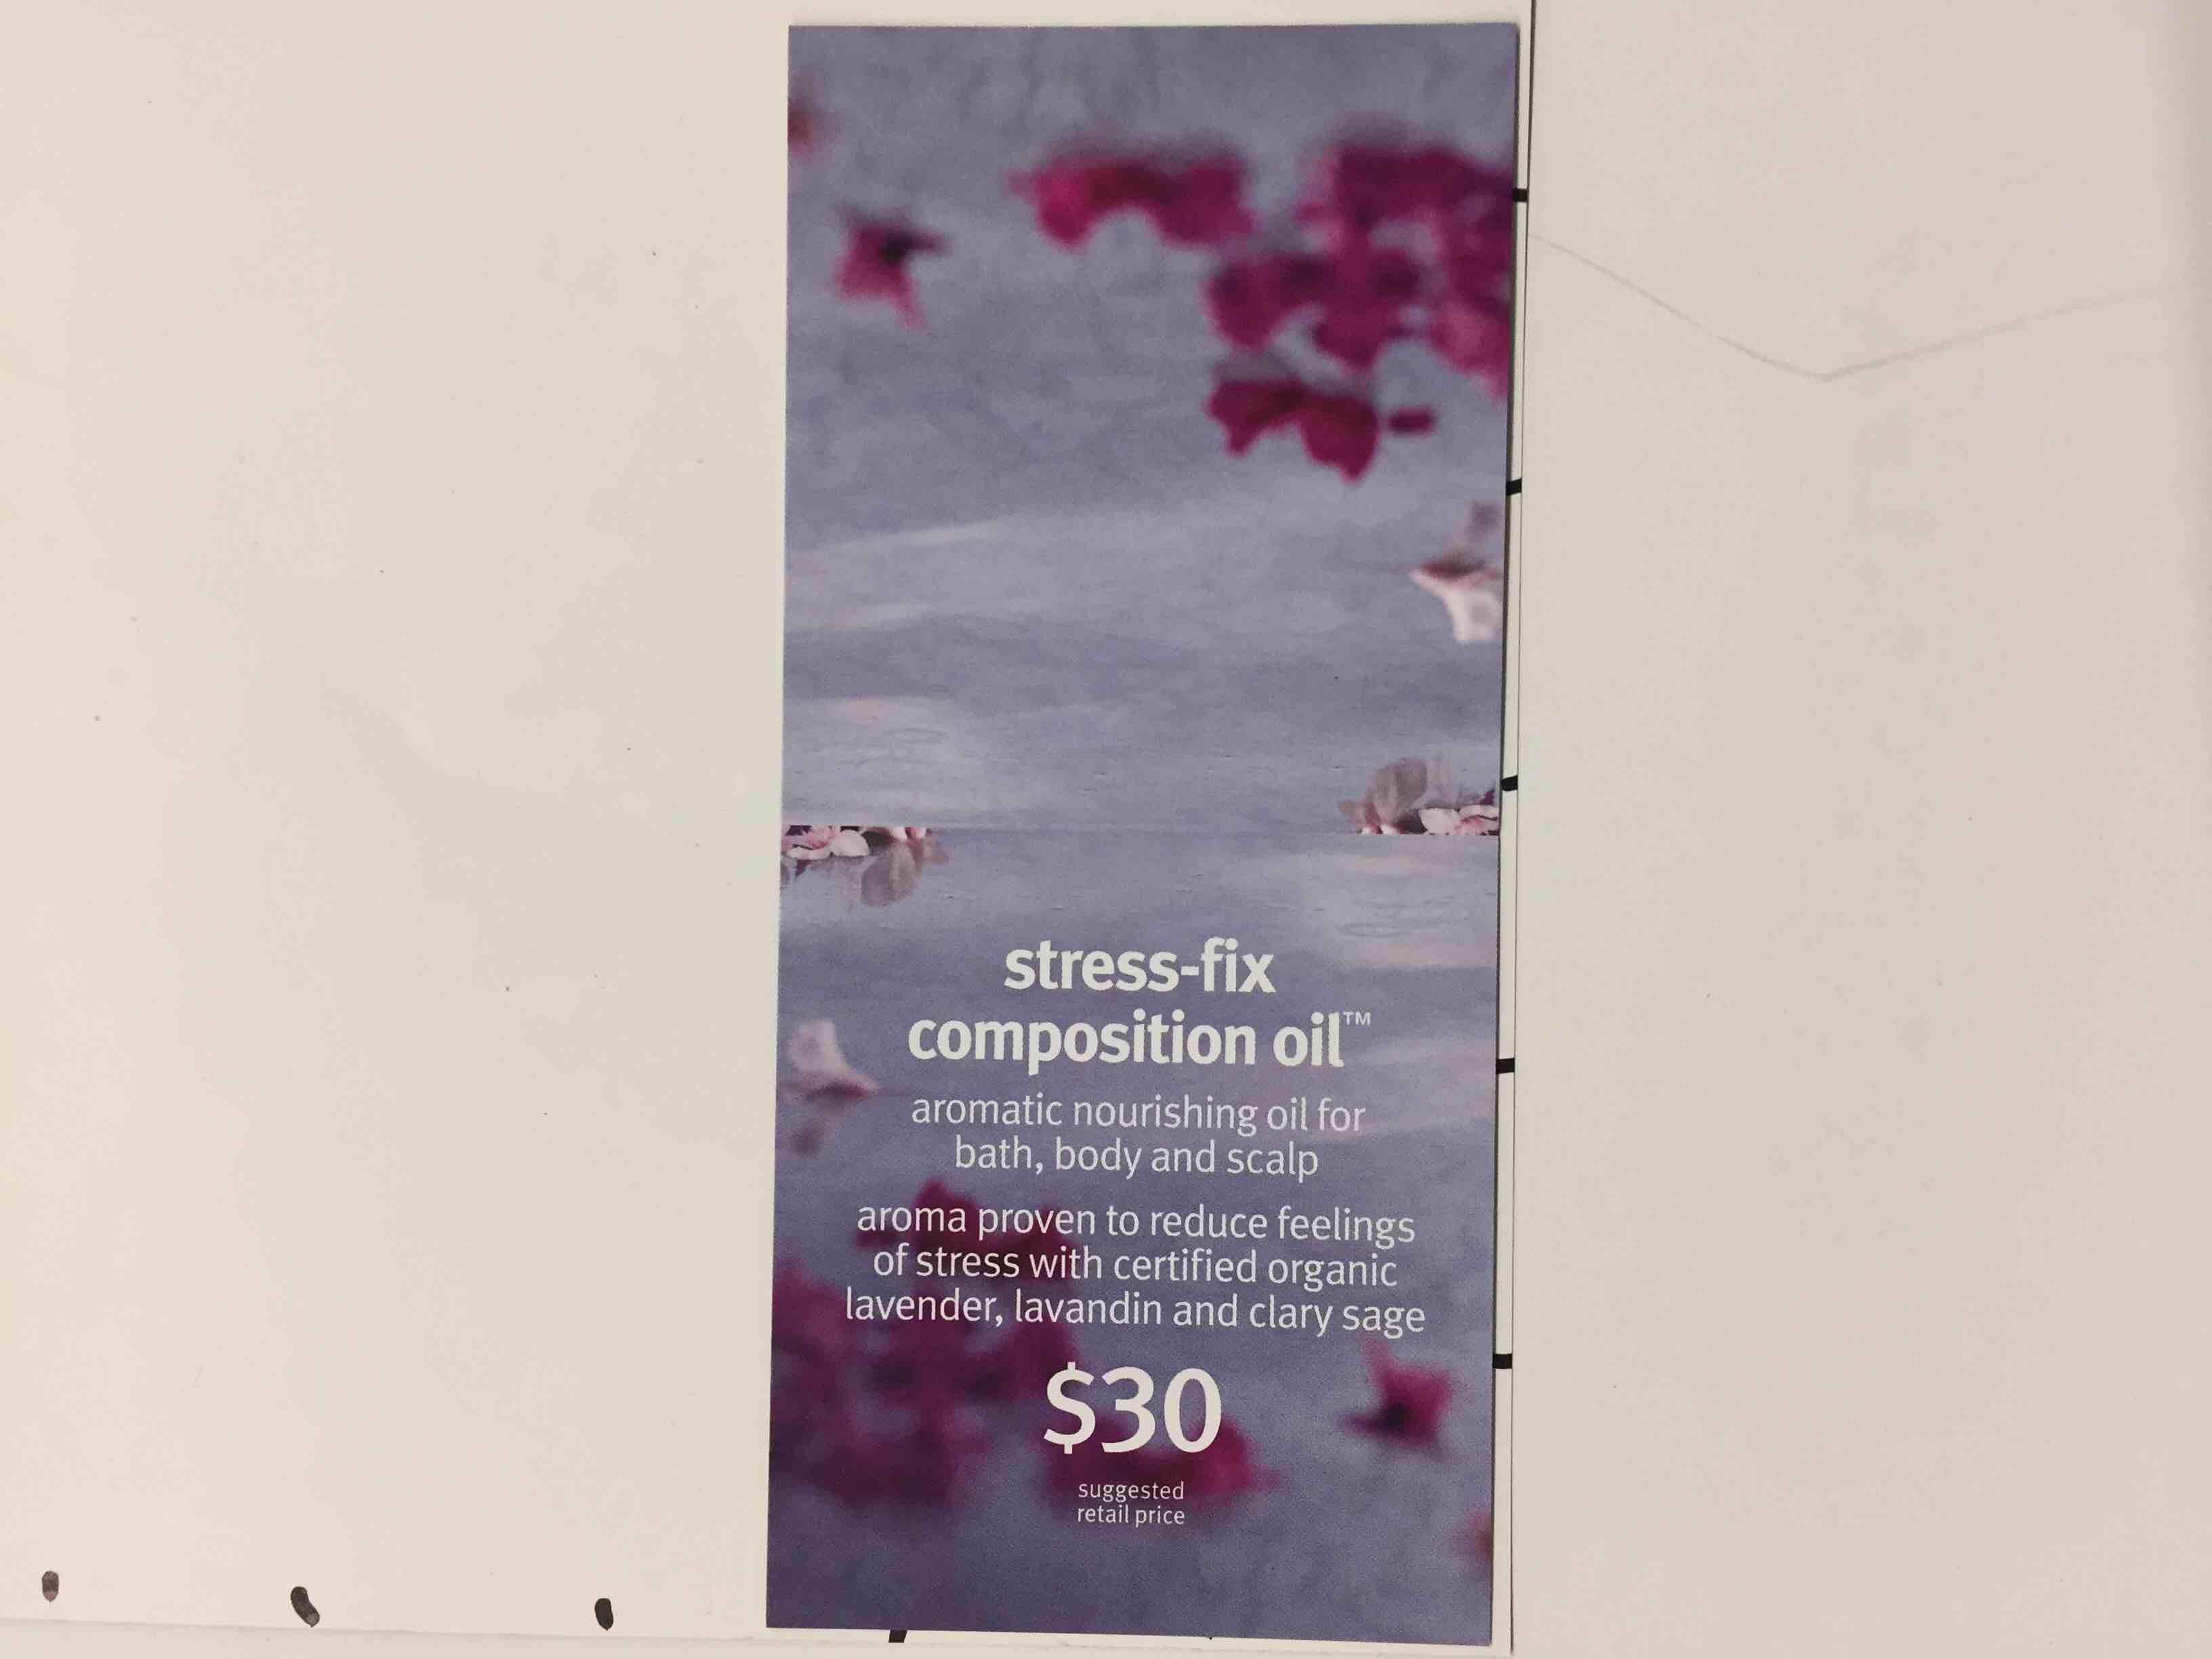 stress-fix
composition oil™
aromatic nourishing oil for
bath, body and scalp
aroma proven to reduce feelings
of stress with certified organic
lavender, lavandin and clary sage
$30
suggested
retail price